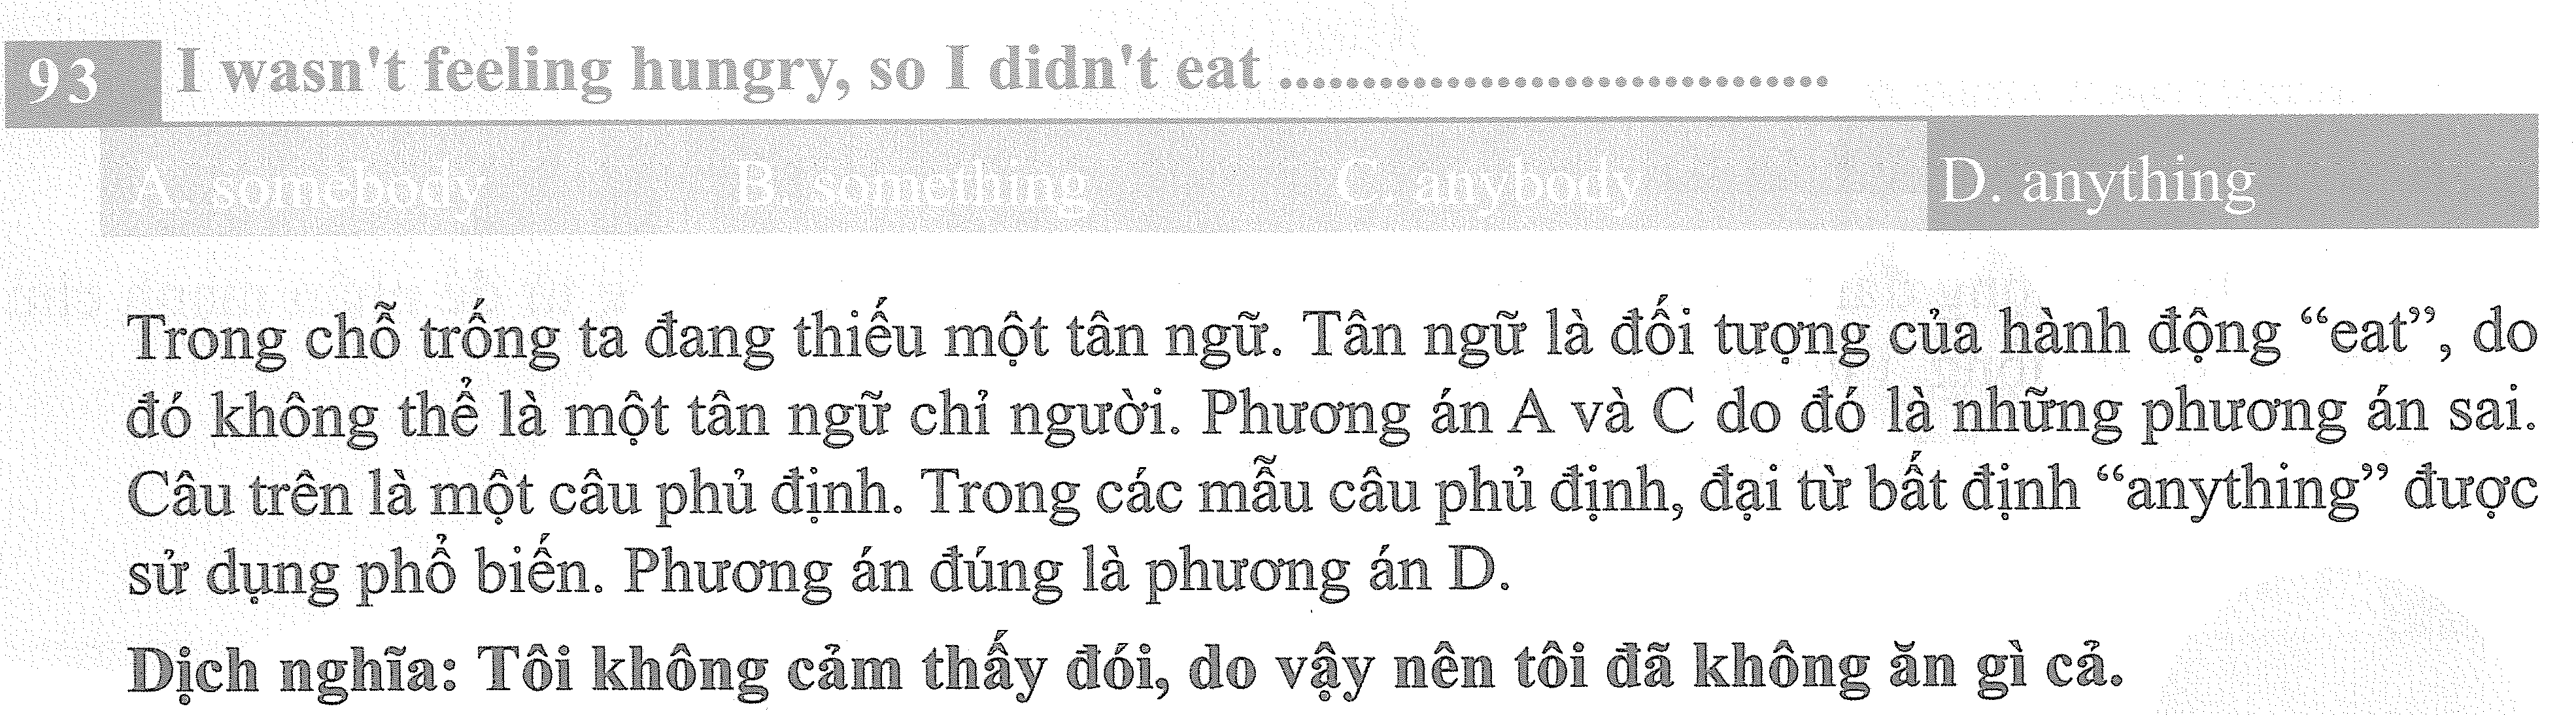 93 I wasn't feeling hungry, so I didn't eat .................................
A. somebody B. something C. anybody D. anything
Trong chỗ trống ta đang thiếu một tân ngữ. Tân ngữ là đối tượng của hành động “eat”, do
đó không thể là một tân ngữ chỉ người. Phương án A và C do đó là những phương án sai.
Câu trên là một câu phủ định. Trong các mẫu câu phủ định, đại từ bất định “anything” được
sử dụng phổ biến. Phương án đúng là phương án D.
Dịch nghĩa: Tôi không cảm thấy đói, do vậy nên tôi đã không ăn gì cả.